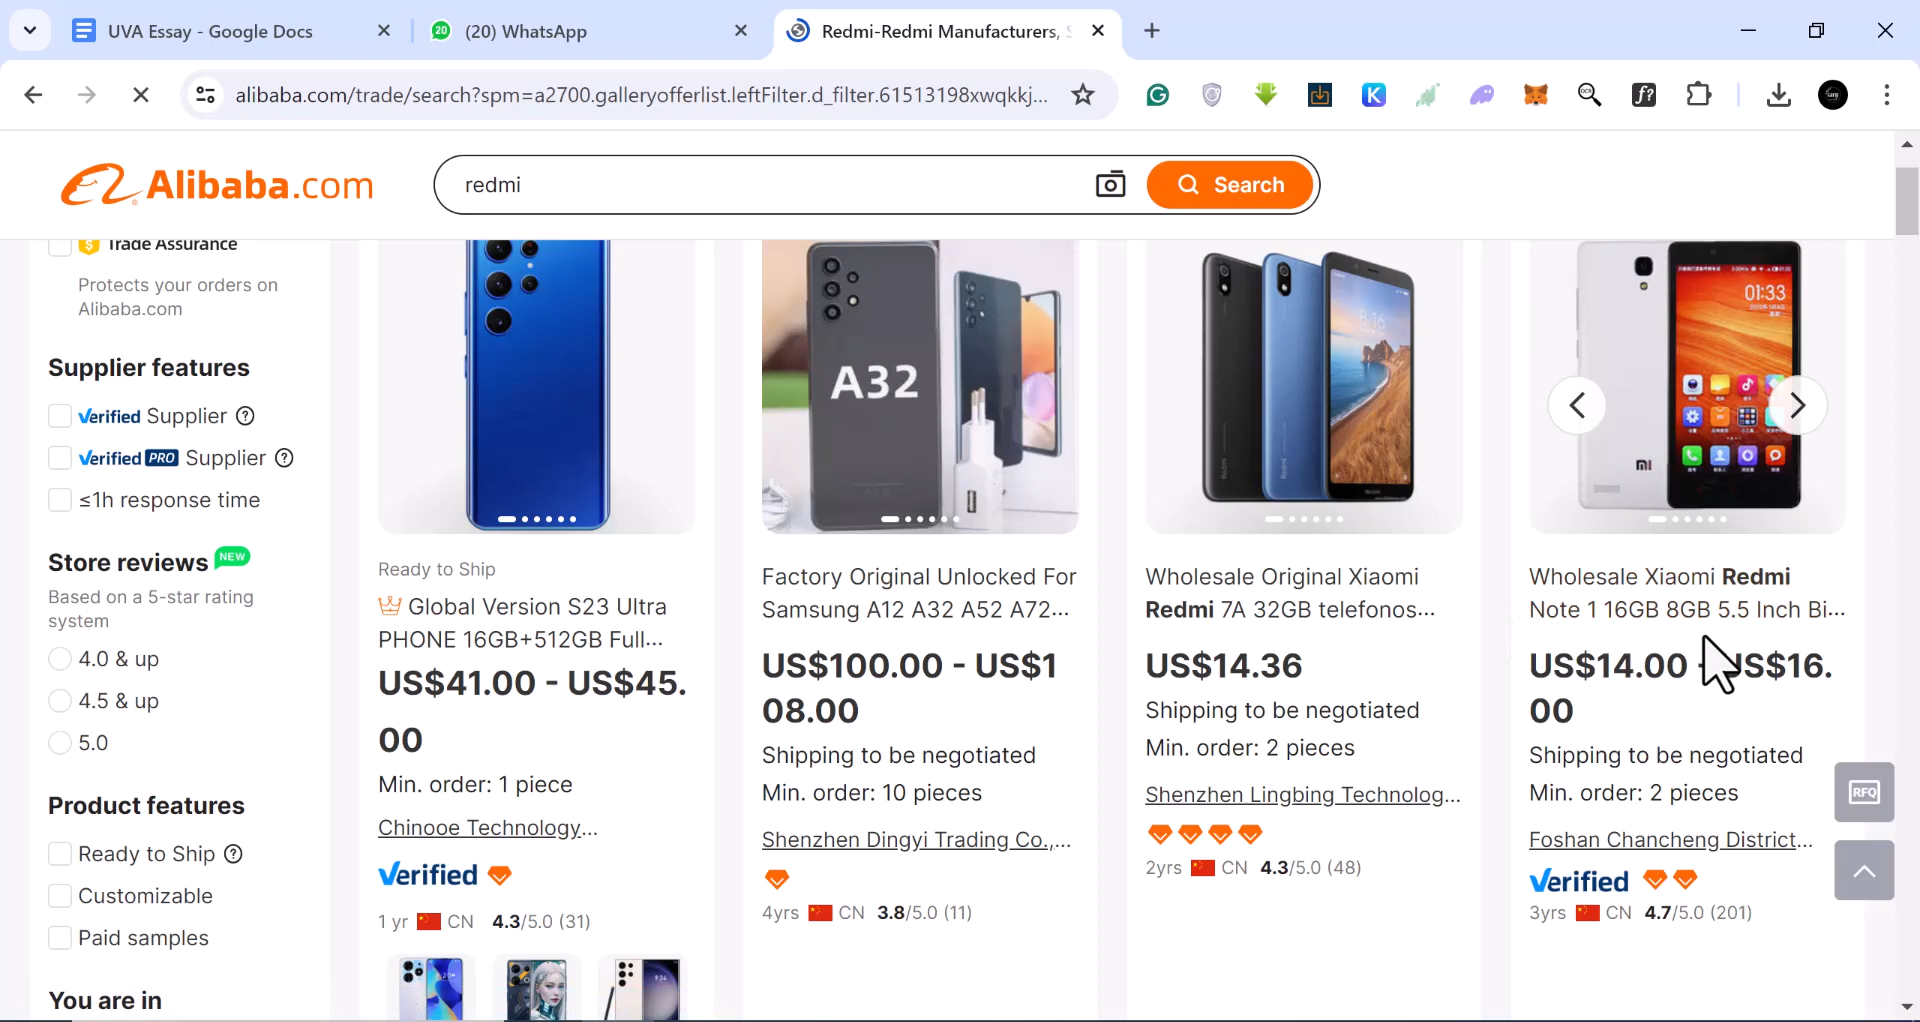 UVA Essay - Google Docs
20
(20) WhatsApp
Redmi-Redmi Manufacturers, S
alibaba.com/trade/search?spm=a2700.galleryofferlist.leftFilter.d_filter.61513198xwqkkj...
Alibaba.com
redmi
Search
Trade Assurance
Protects your orders on
Alibaba.com
Supplier features
Verified Supplier
Verified PRO Supplier
≤1h response time
Store reviews NEW
Based on a 5-star rating
system
4.0 & up
4.5 & up
5.0
Product features
Ready to Ship
Customizable
Paid samples
You are in
Ready to Ship
Global Version S23 Ultra
PHONE 16GB+512GB Full...
US$41.00 - US$45.
00
Min. order: 1 piece
Chinooe Technology...
Verified
1 yr CN 4.3/5.0 (31)
A32
Factory Original Unlocked For
Samsung A12 A32 A52 A72...
US$100.00 - US$1
08.00
Shipping to be negotiated
Min. order: 10 pieces
Shenzhen Dingyi Trading Co.,...
4yrs CN 3.8/5.0 (11)
8:16
Redmi
Redmi
Wholesale Original Xiaomi
Redmi 7A 32GB telefonos...
US$14.36
Shipping to be negotiated
Min. order: 2 pieces
Shenzhen Lingbing Technolog...
2yrs CN 4.3/5.0 (48)
01:33
mi
Wholesale Xiaomi Redmi
Note 1 16GB 8GB 5.5 Inch Bi...
US$14.00 - US$16.
00
Shipping to be negotiated
Min. order: 2 pieces
Foshan Chancheng District...
Verified
3yrs CN 4.7/5.0 (201)
RFQ